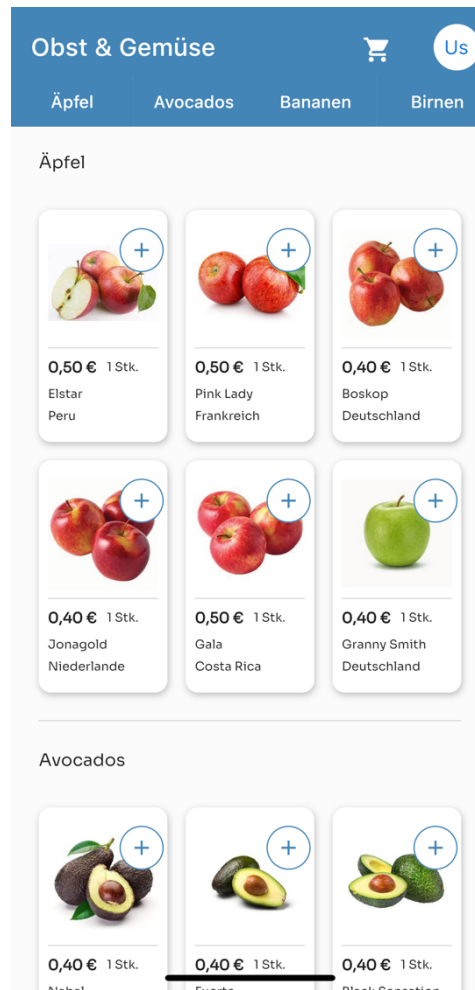 Obst & Gemüse
Us
Äpfel Avocados Bananen Birnen
Äpfel
0,50 € 1 Stk. 0,50 € 1 Stk. 0,40 € 1 Stk.
Elstar Pink Lady Boskop
Peru Frankreich Deutschland
0,40 € 1 Stk. 0,50 € 1 Stk. 0,40 € 1 Stk.
Jonagold Gala Granny Smith
Niederlande Costa Rica Deutschland
Avocados
0,40 € 1 Stk. 0,40 € 1 Stk. 0,40 € 1 Stk.